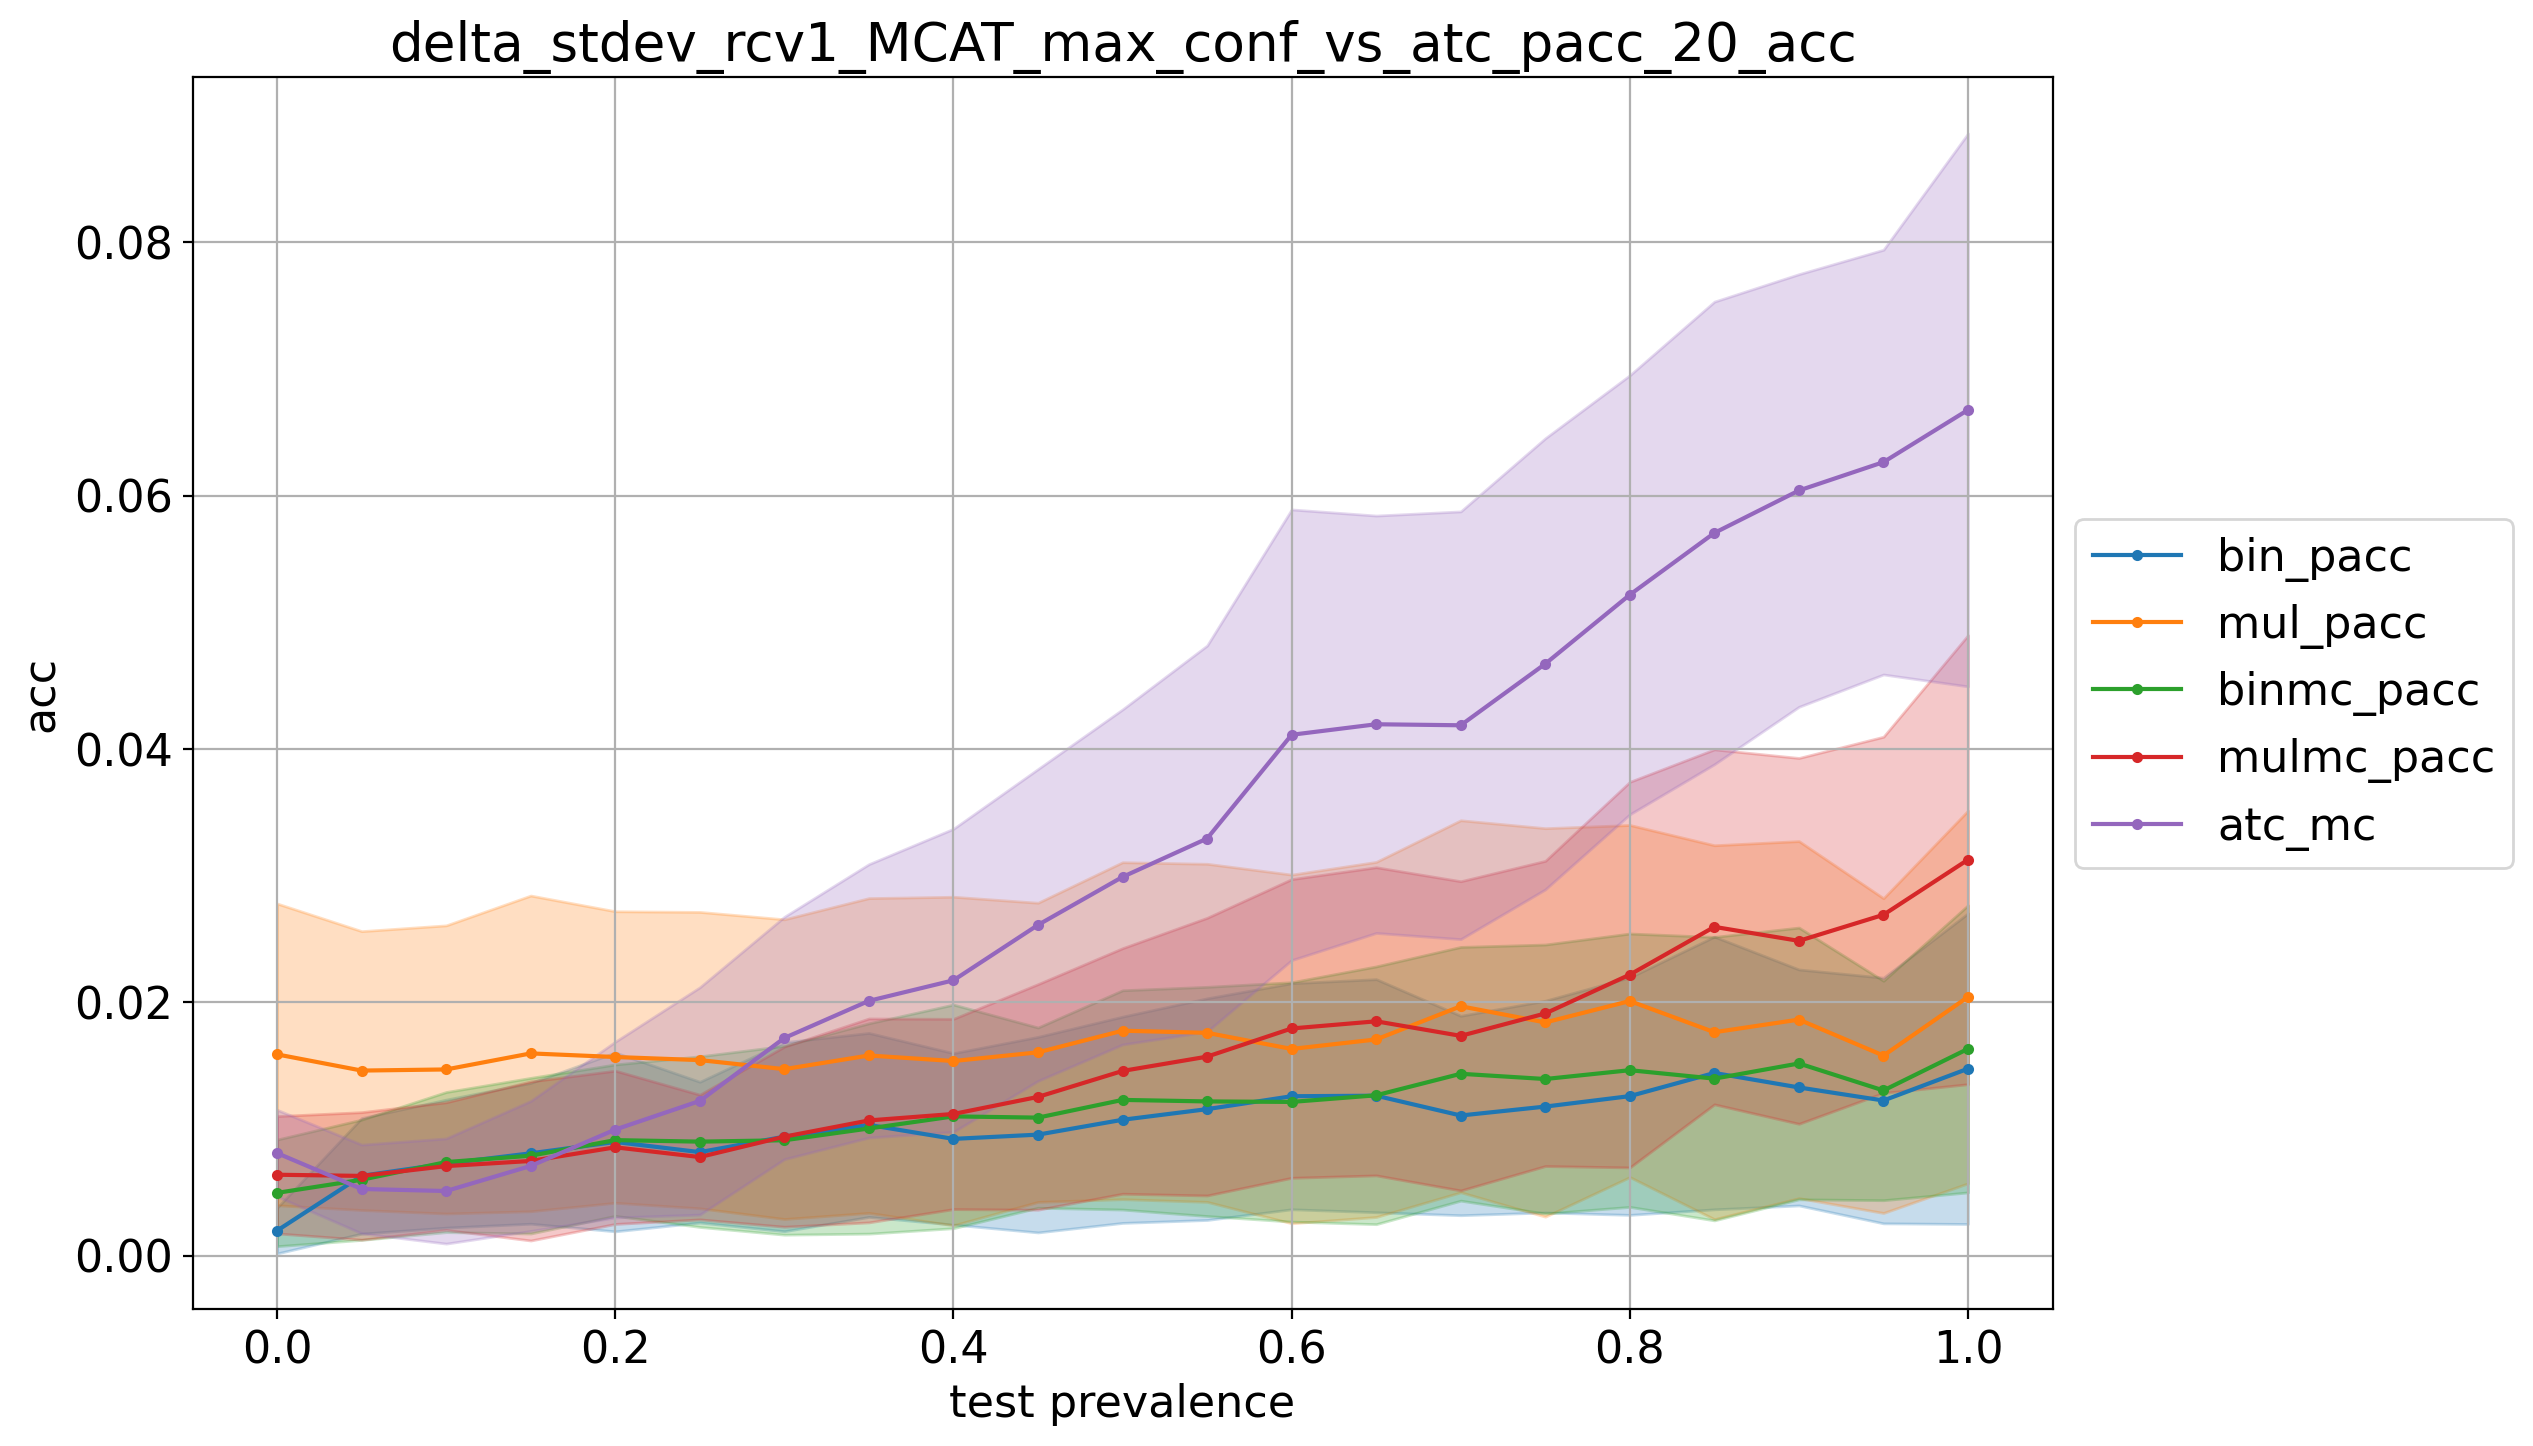 delta_stdev_rcv1_MCAT_max_conf_vs_atc_pacc_20_acc
acc
0.08
0.06
0.04
0.02
0.00
0.0 0.2 0.4 0.6 0.8 1.0
test prevalence
bin_pacc
mul_pacc
binmc_pacc
mulmc_pacc
atc_mc